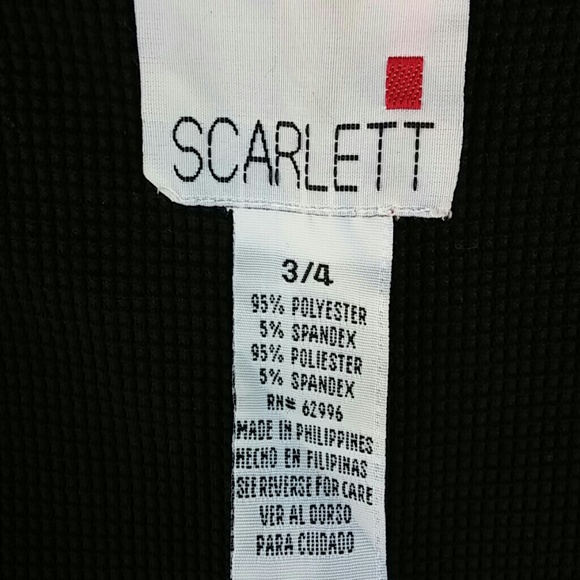 SCARLETT
3/4
95% POLYESTER
5% SPANDEX
95% POLIESTER
5% SPANDEX
RN# 62996
MADE IN PHILIPPINES
HECHO EN FILIPINAS
SEE REVERSE FOR CARE
VER AL DORSO
PARA CUIDADO